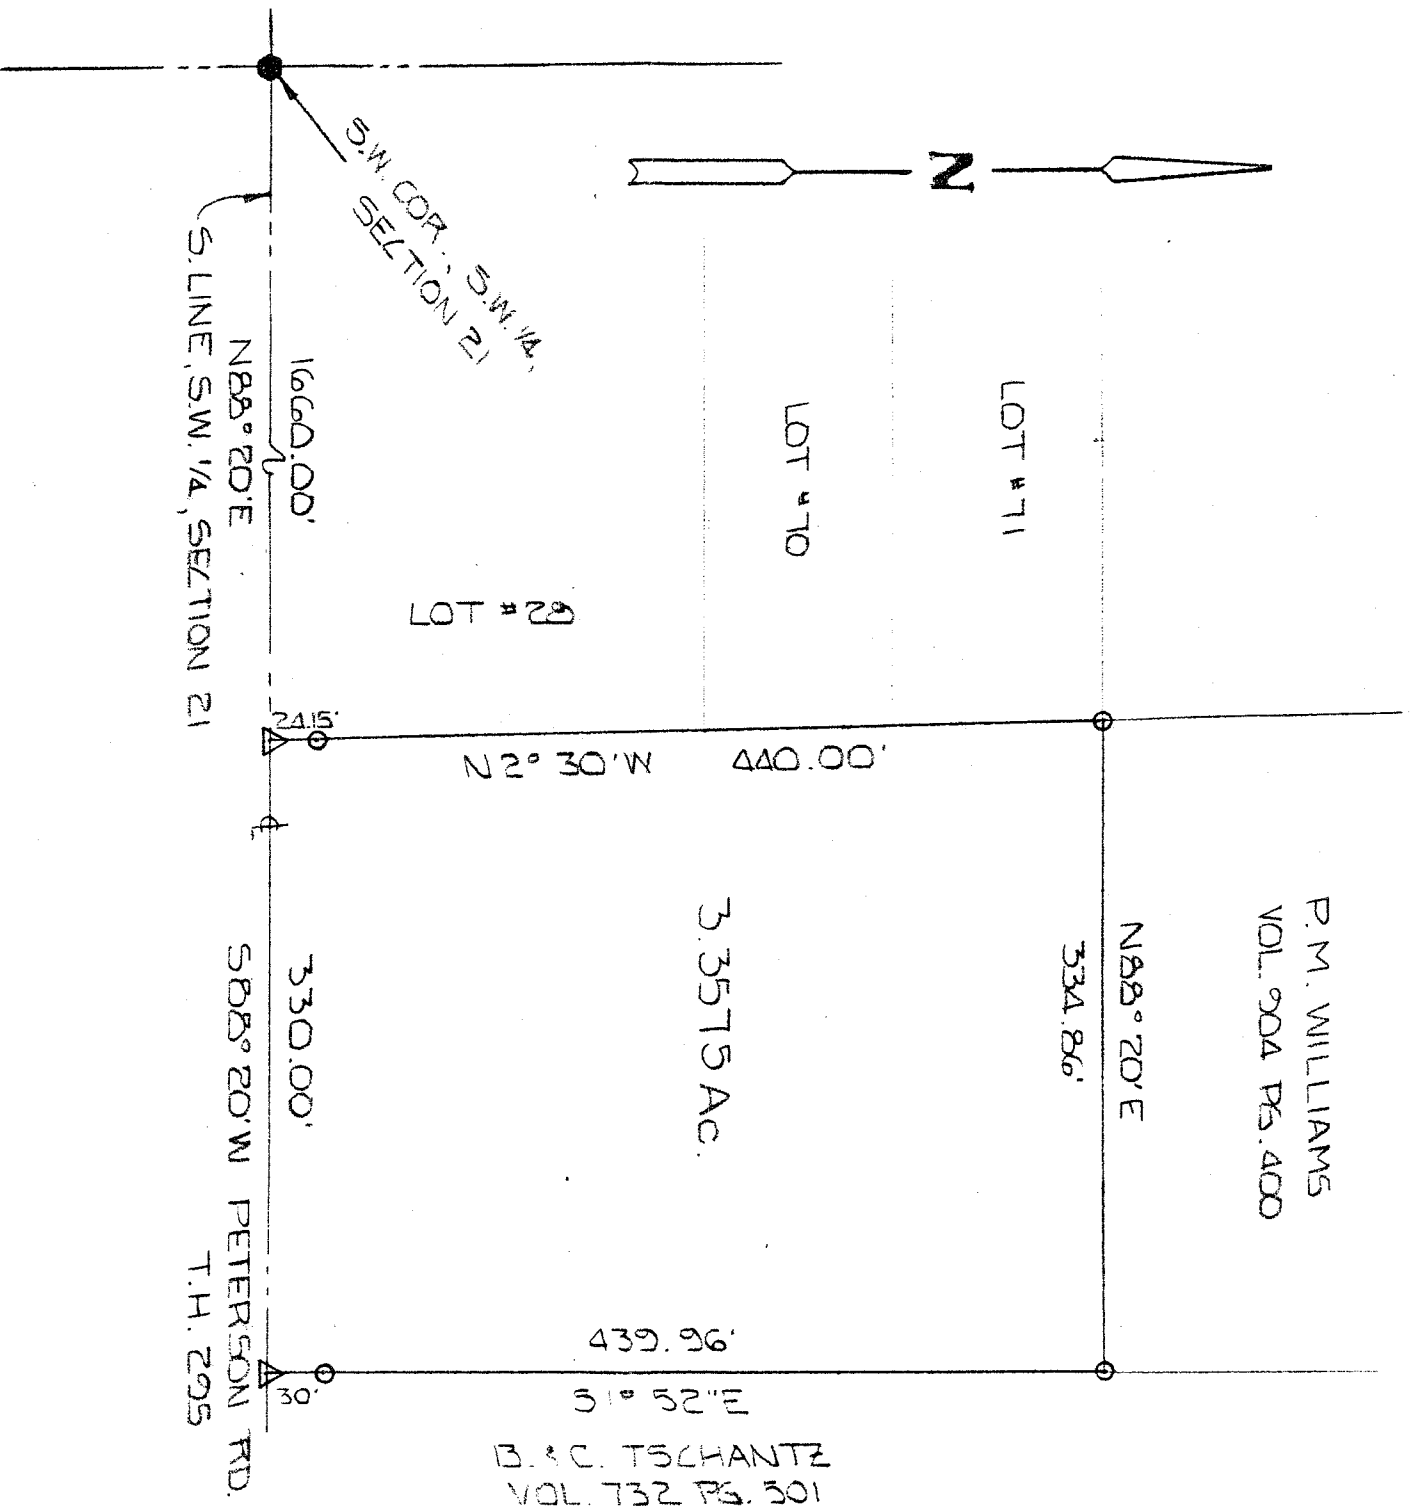 N
S.W. COR., S.W. 1/4,
SECTION 21
1660.00'
N88° 20'E
S. LINE, S.W. 1/4, SECTION 21
LOT #71
LOT #70
LOT #28
24.15'
N2° 30'W 440.00'
P. M. WILLIAMS
VOL. 904 PG. 400
N88° 20'E
334.86'
3.3575 Ac.
330.00'
S88° 20'W PETERSON RD.
T.H. 295
30'
439.96'
S1° 52"E
B. & C. TSCHANTZ
VOL. 732 PG. 301